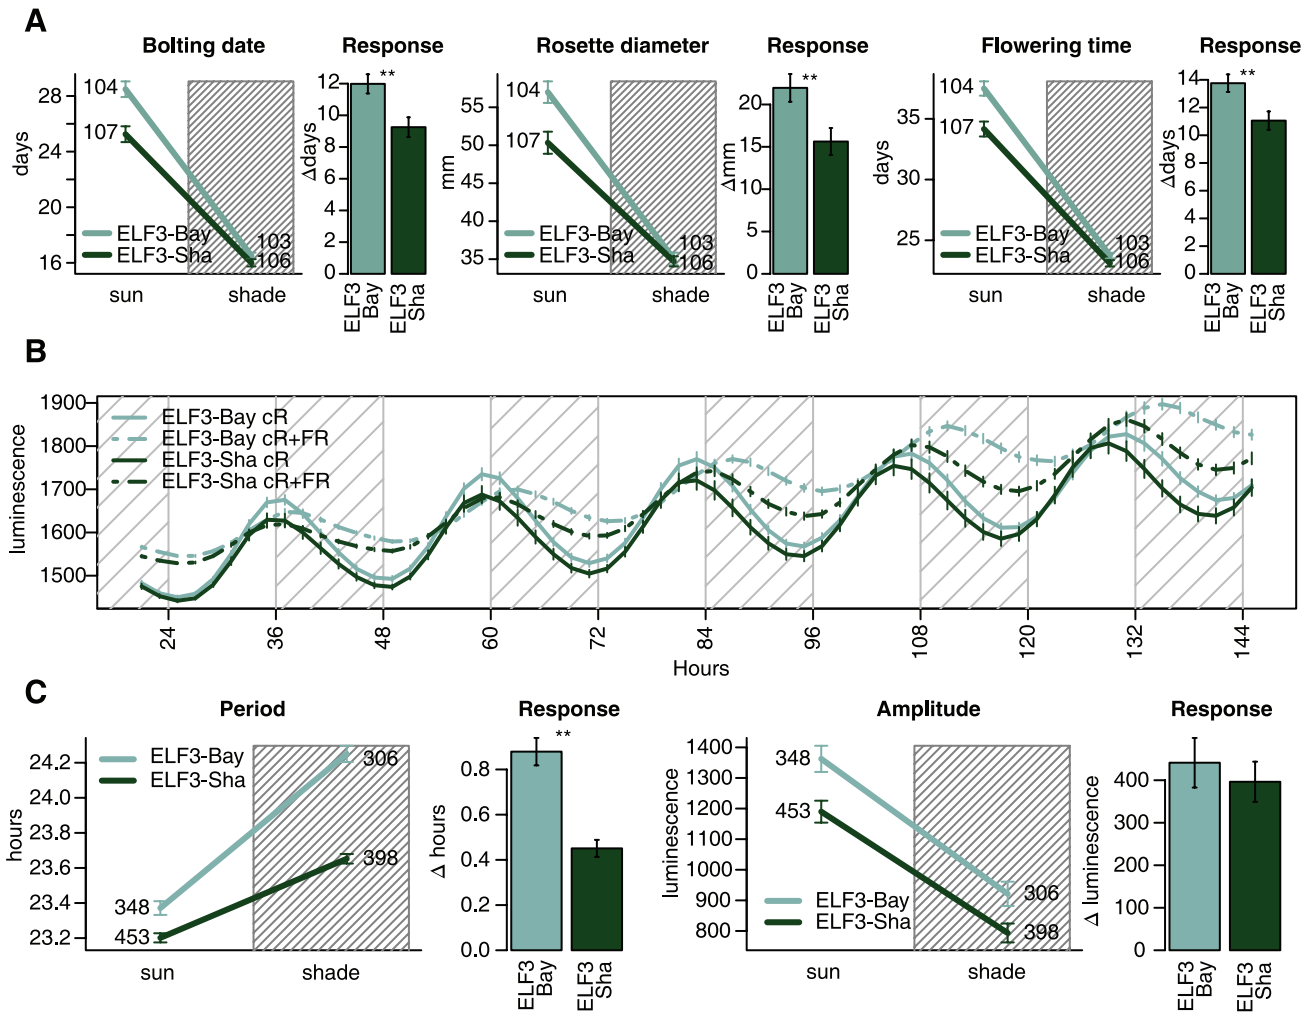 A
Bolting date
Response
Rosette diameter
Response
Flowering time
Response
days
28
24
20
16
104
107
103
106
ELF3-Bay
ELF3-Sha
sun
shade
Δdays
12
10
8
6
4
2
0
**
ELF3
Bay
ELF3
Sha
mm
55
50
45
40
35
104
107
103
106
ELF3-Bay
ELF3-Sha
sun
shade
Δmm
20
15
10
5
0
**
ELF3
Bay
ELF3
Sha
days
35
30
25
104
107
103
106
ELF3-Bay
ELF3-Sha
sun
shade
Δdays
14
12
10
8
6
4
2
0
**
ELF3
Bay
ELF3
Sha
B
luminescence
1900
1800
1700
1600
1500
ELF3-Bay cR
ELF3-Bay cR+FR
ELF3-Sha cR
ELF3-Sha cR+FR
24
36
48
60
72
84
96
108
120
132
144
Hours
C
Period
Response
Amplitude
Response
hours
24,2
24.0
23.8
23.6
23.4
23.2
ELF3-Bay
ELF3-Sha
348
453
306
398
sun
shade
Δ hours
0.8
0.6
0.4
0.2
0.0
**
ELF3
Bay
ELF3
Sha
luminescence
1400
1300
1200
1100
1000
900
800
348
453
306
398
ELF3-Bay
ELF3-Sha
sun
shade
Δ luminescence
400
300
200
100
0
ELF3
Bay
ELF3
Sha